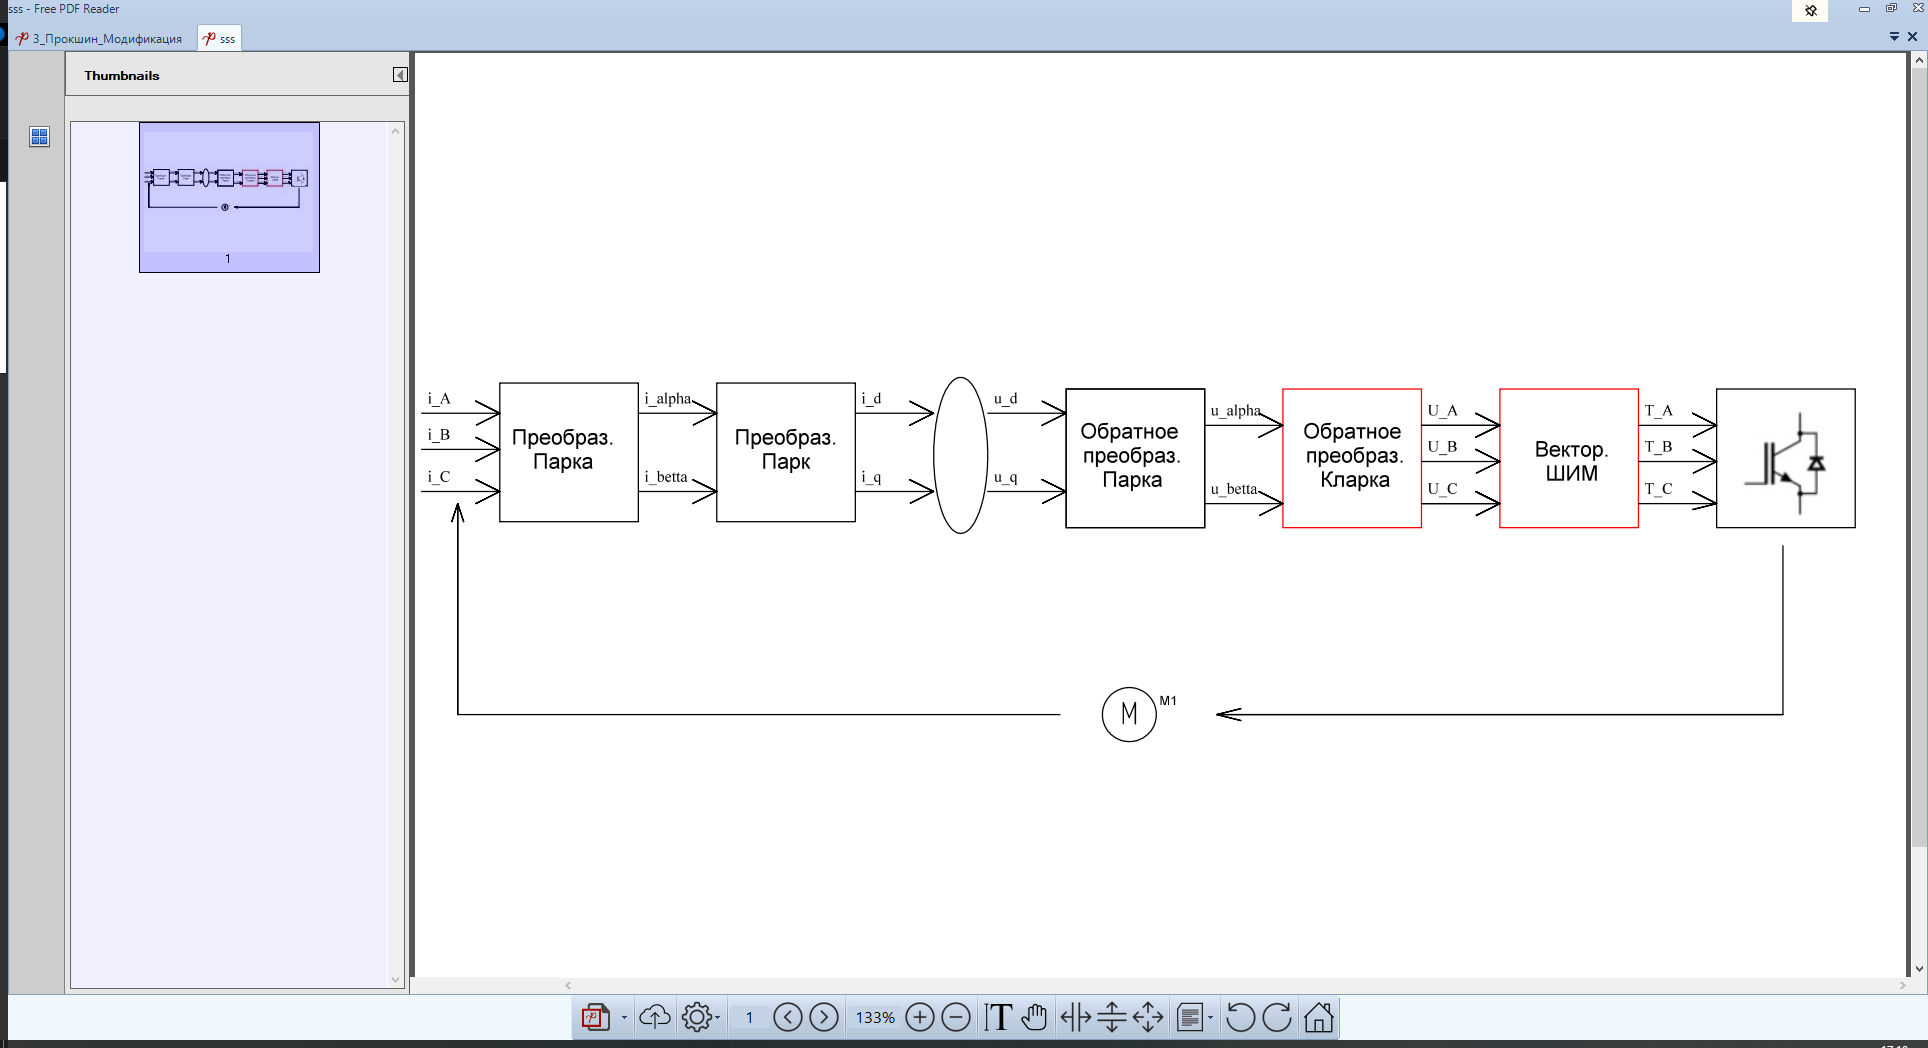 sss - Free PDF Reader
3_Прокшин_Модификация
sss
Thumbnails
1
i_A
i_B
i_C
Преобраз.
Парка
i_alpha
i_betta
Преобраз.
Парк
i_d
i_q
u_d
u_q
Обратное
преобраз.
Парка
u_alpha
u_betta
Обратное
преобраз.
Кларка
U_A
U_B
U_C
Вектор.
ШИМ
T_A
T_B
T_C
M
M1
1
133%